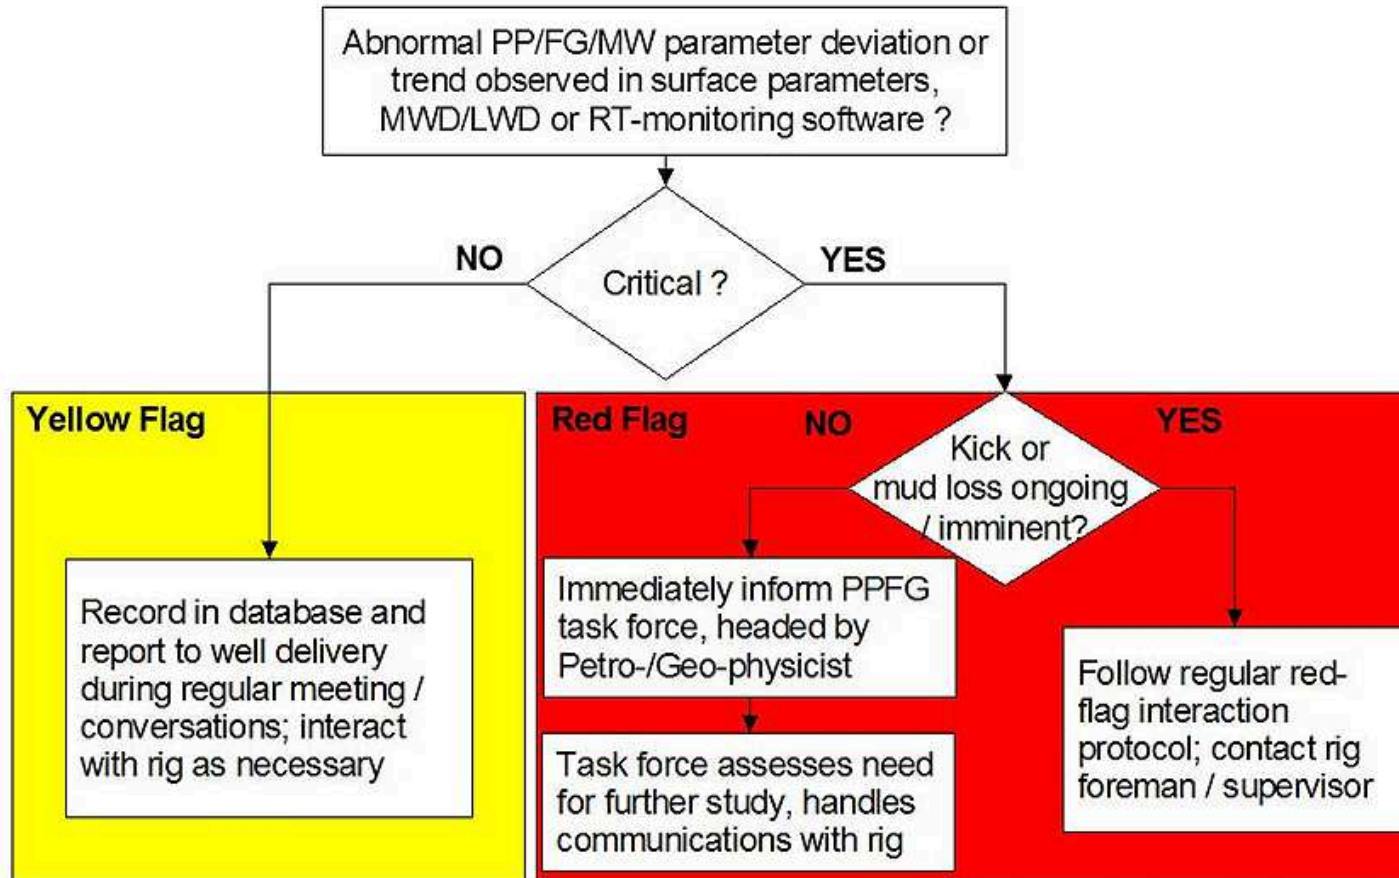 Abnormal PP/FG/MW parameter deviation or
trend observed in surface parameters,
MWD/LWD or RT-monitoring software ?
NO
YES
Critical ?
Yellow Flag
Red Flag
NO
YES
Kick or
mud loss ongoing
/ imminent?
Record in database and
report to well delivery
during regular meeting /
conversations; interact
with rig as necessary
Immediately inform PPFG
task force, headed by
Petro-/Geo-physicist
Task force assesses need
for further study, handles
communications with rig
Follow regular red-
flag interaction
protocol; contact rig
foreman / supervisor